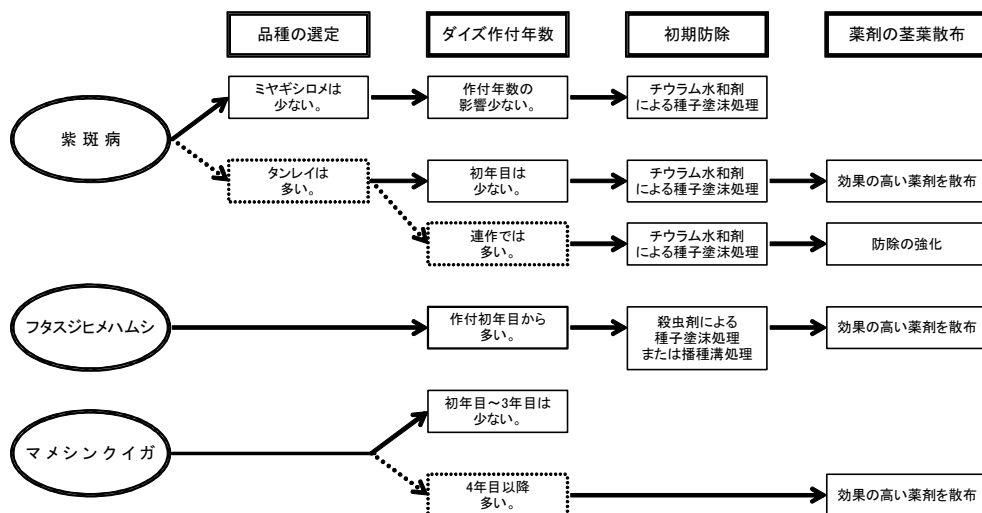 品種の選定
ダイズ作付年数
初期防除
薬剤の茎葉散布
紫斑病
ミヤギシロメは
少ない。
作付年数の
影響少ない。
チウラム水和剤
による種子塗沫処理
タンレイは
多い。
初年目は
少ない。
チウラム水和剤
による種子塗沫処理
効果の高い薬剤を散布
連作では
多い。
チウラム水和剤
による種子塗沫処理
防除の強化
フタスジヒメハムシ
作付初年目から
多い。
殺虫剤による
種子塗沫処理
または播種溝処理
効果の高い薬剤を散布
マメシンクイガ
初年目～3年目は
少ない。
4年目以降
多い。
効果の高い薬剤を散布